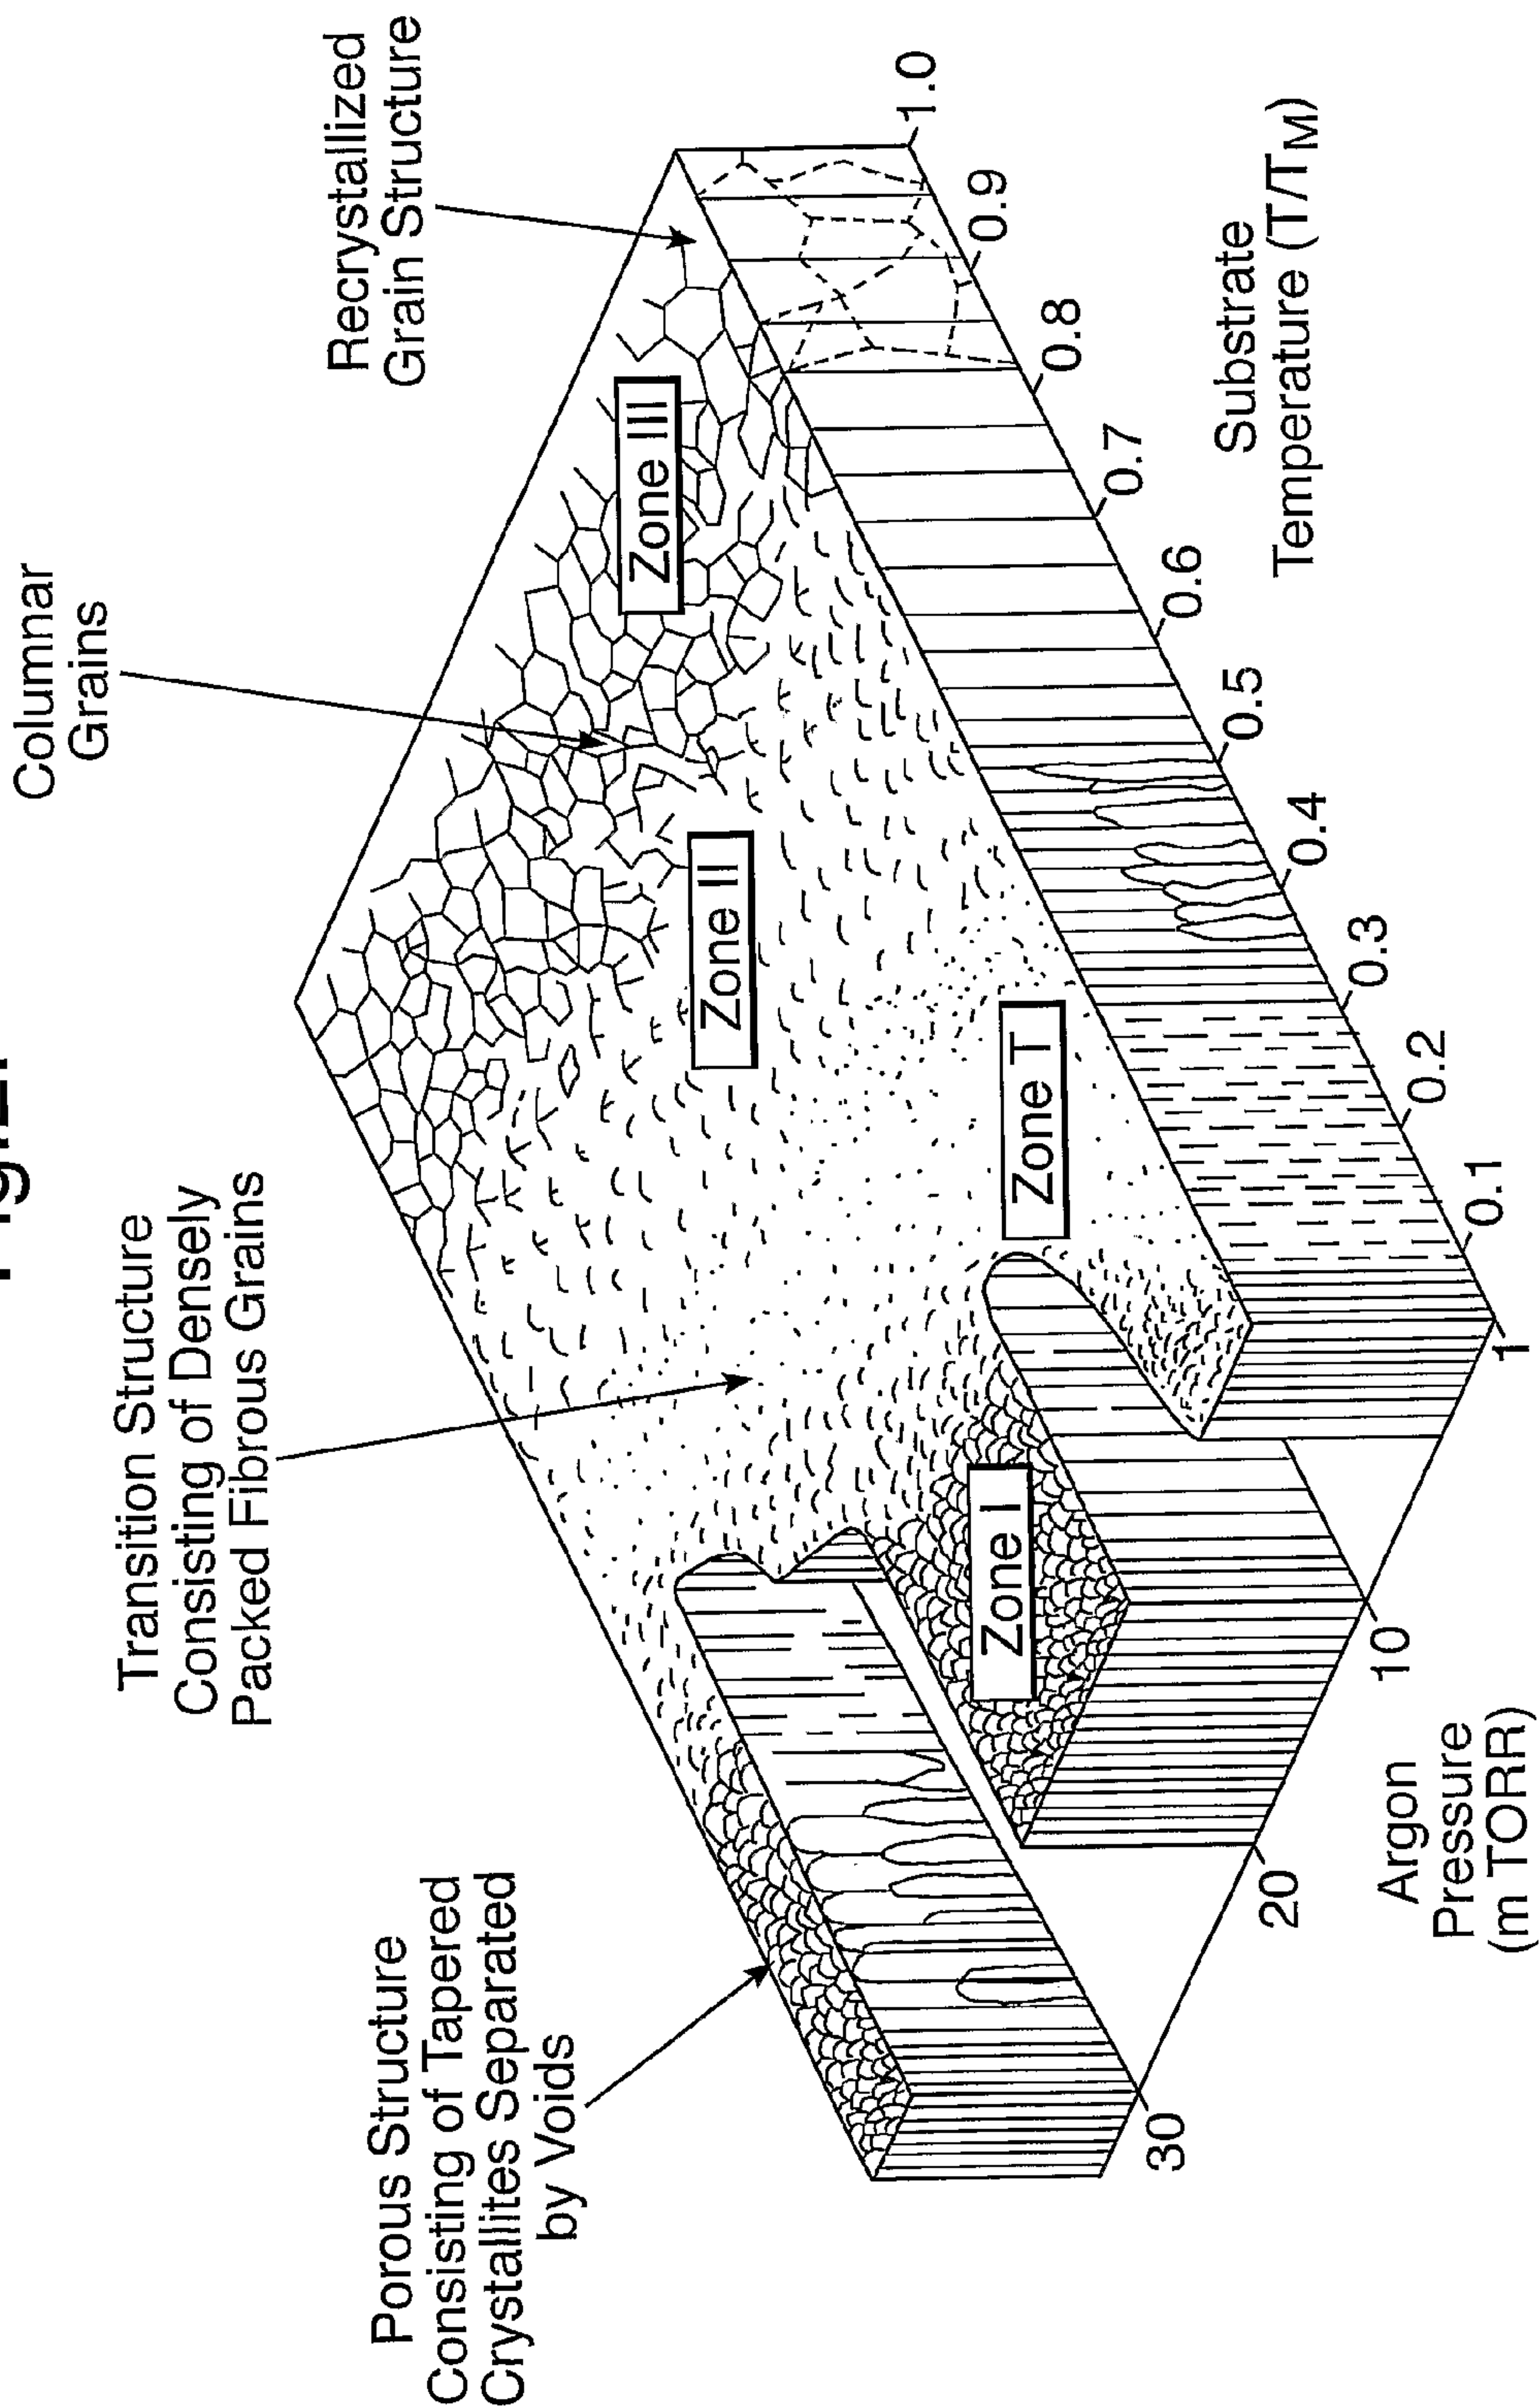 Transition Structure
Consisting of Densely
Packed Fibrous Grains
Columnar
Grains
Porous Structure
Consisting of Tapered
Crystallites Separated
by Voids
Recrystallized
Grain Structure
Zone I
Zone T
Zone II
Zone III
30
20
10
1
Argon
Pressure
(m TORR)
0.1
0.2
0.3
0.4
0.5
0.6
0.7
0.8
0.9
1.0
Substrate
Temperature (T/TM)